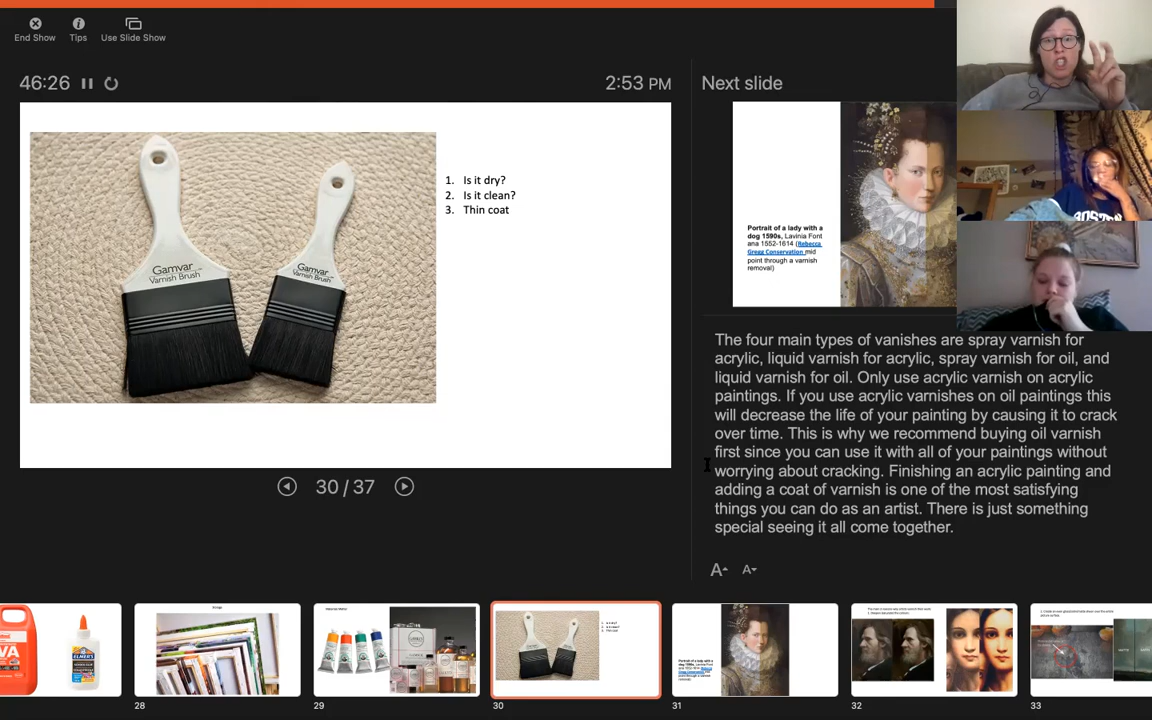 End Show
Tips
Use Slide Show
46:26
2:53 PM
Next slide
Gamvar
Varnish Brush
Gamvar
Varnish Brush
1. Is it dry?
2. Is it clean?
3. Thin coat
Portrait of a lady with a
dog 1590s, Lavinia Font
ana 1552-1614 (Rebecca
Gregg Conservation mid
point through a varnish
removal)
BOSTON
30 / 37
The four main types of vanishes are spray varnish for
acrylic, liquid varnish for acrylic, spray varnish for oil, and
liquid varnish for oil. Only use acrylic varnish on acrylic
paintings. If you use acrylic varnishes on oil paintings this
will decrease the life of your painting by causing it to crack
over time. This is why we recommend buying oil varnish
first since you can use it with all of your paintings without
worrying about cracking. Finishing an acrylic painting and
adding a coat of varnish is one of the most satisfying
things you can do as an artist. There is just something
special seeing it all come together.
A A
VA
ELMER'S
28
29
30
31
32
33